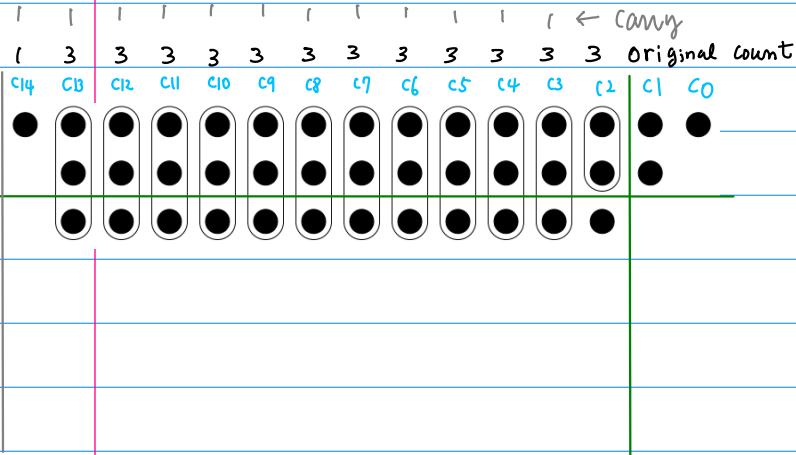 1 1 1 1 1 1 1 1 1 1 1 1 ← Carry
1 3 3 3 3 3 3 3 3 3 3 3 3 original count
C14 C13 C12 C11 C10 C9 C8 C7 C6 C5 C4 C3 C2 C1 C0